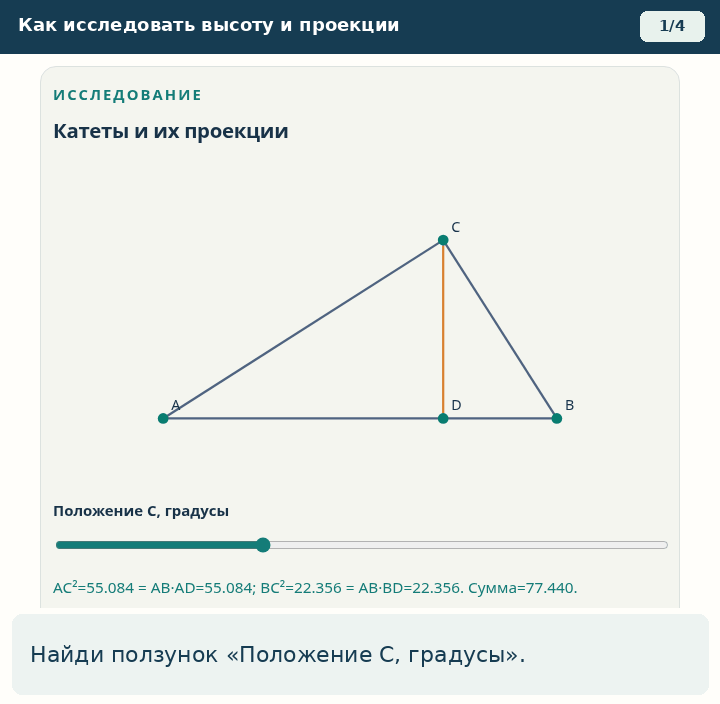 Как исследовать высоту и проекции
1/4
ИССЛЕДОВАНИЕ
Катеты и их проекции
C
A
D
B
Положение C, градусы
AC²=55.084 = AB·AD=55.084; BC²=22.356 = AB·BD=22.356. Сумма=77.440.
Найди ползунок «Положение C, градусы».